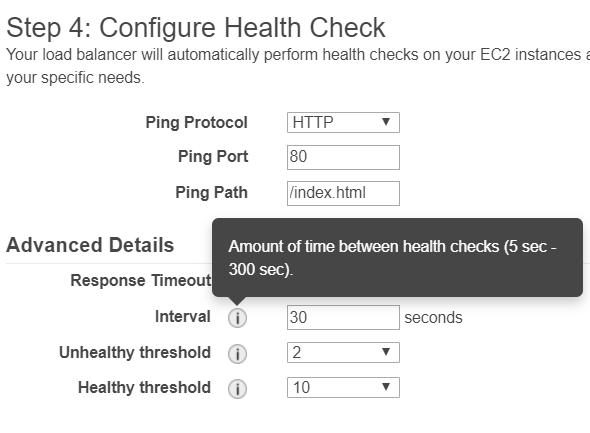 Step 4: Configure Health Check
Your load balancer will automatically perform health checks on your EC2 instances a
your specific needs.
Ping Protocol HTTP
Ping Port 80
Ping Path /index.html
Advanced Details
Amount of time between health checks (5 sec -
300 sec).
Response Timeout
Interval i 30 seconds
Unhealthy threshold i 2
Healthy threshold i 10